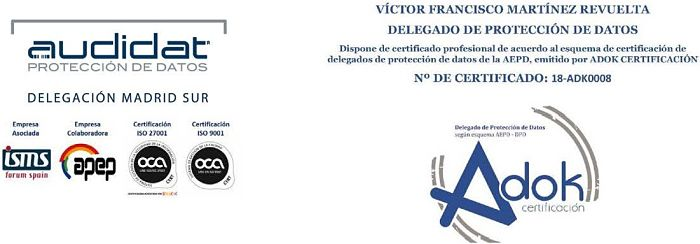 audidat
PROTECCIÓN DE DATOS
DELEGACIÓN MADRID SUR
Empresa Asociada
isms
forum spain
Empresa Colaboradora
apep
Certificación ISO 27001
oca
Certificación ISO 9001
oca
VÍCTOR FRANCISCO MARTÍNEZ REVUELTA
DELEGADO DE PROTECCIÓN DE DATOS
Dispone de certificado profesional de acuerdo al esquema de certificación de
delegados de protección de datos de la AEPD, emitido por ADOK CERTIFICACIÓN
Nº DE CERTIFICADO: 18-ADK0008
Delegado de Protección de Datos
según esquema AEPD - DPD
Adok
certificación